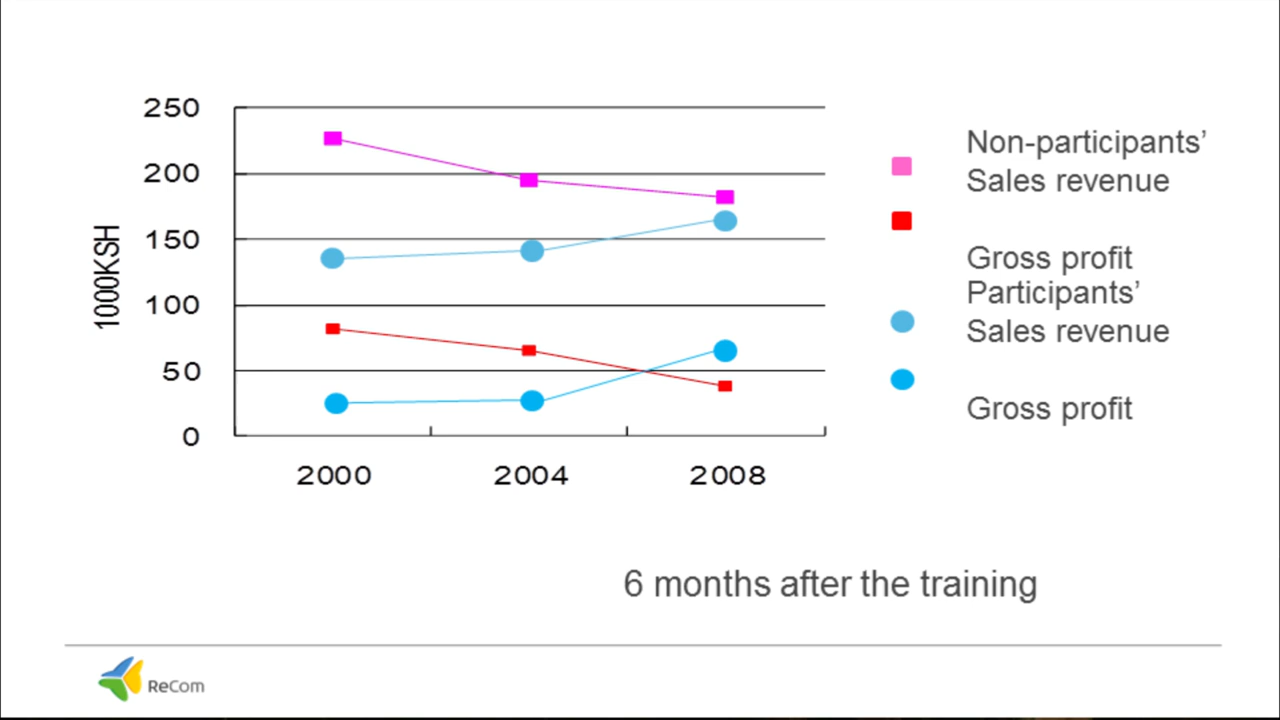 250
200
150
100
50
0
1000KSH
2000 2004 2008
Non-participants’
Sales revenue
Gross profit
Participants’
Sales revenue
Gross profit
6 months after the training
ReCom